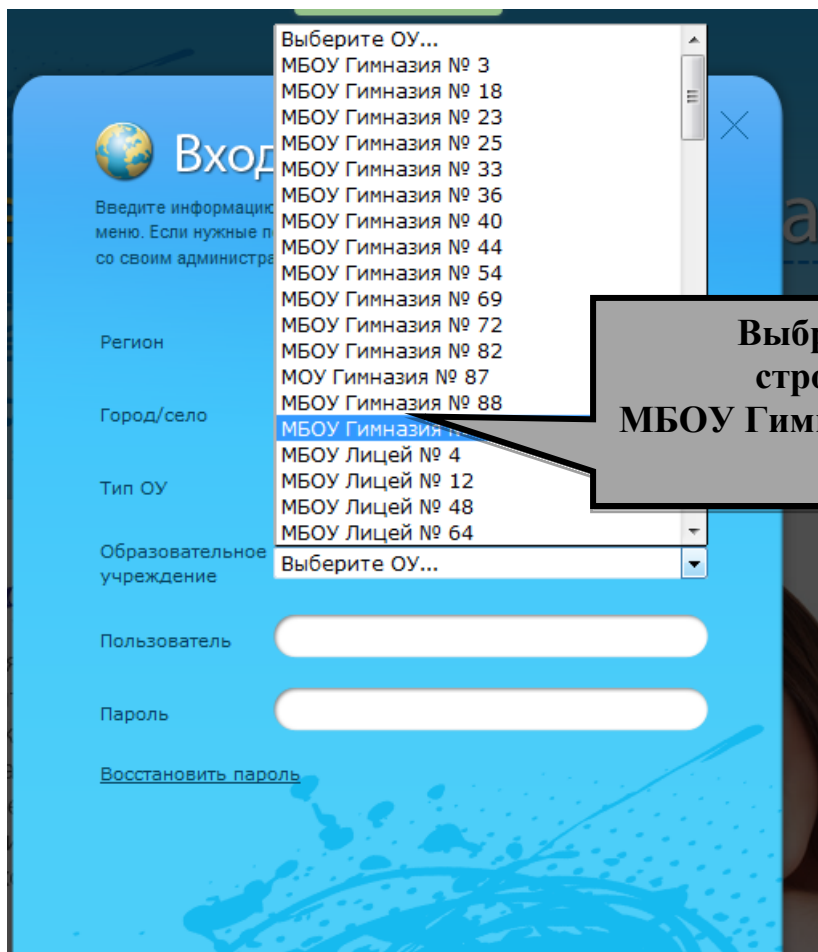 Выберите ОУ...
МБОУ Гимназия № 3
МБОУ Гимназия № 18
МБОУ Гимназия № 23
МБОУ Гимназия № 25
МБОУ Гимназия № 33
МБОУ Гимназия № 36
МБОУ Гимназия № 40
МБОУ Гимназия № 44
МБОУ Гимназия № 54
МБОУ Гимназия № 69
МБОУ Гимназия № 72
МБОУ Гимназия № 82
МОУ Гимназия № 87
МБОУ Гимназия № 88
МБОУ Гимназия
МБОУ Лицей № 4
МБОУ Лицей № 12
МБОУ Лицей № 48
МБОУ Лицей № 64
Вход
Введите
меню. Если нужные
со своим
Регион
Город/село
Тип ОУ
Образовательное
учреждение
Выберите ОУ...
Пользователь
Пароль
Восстановить пароль
МБОУ